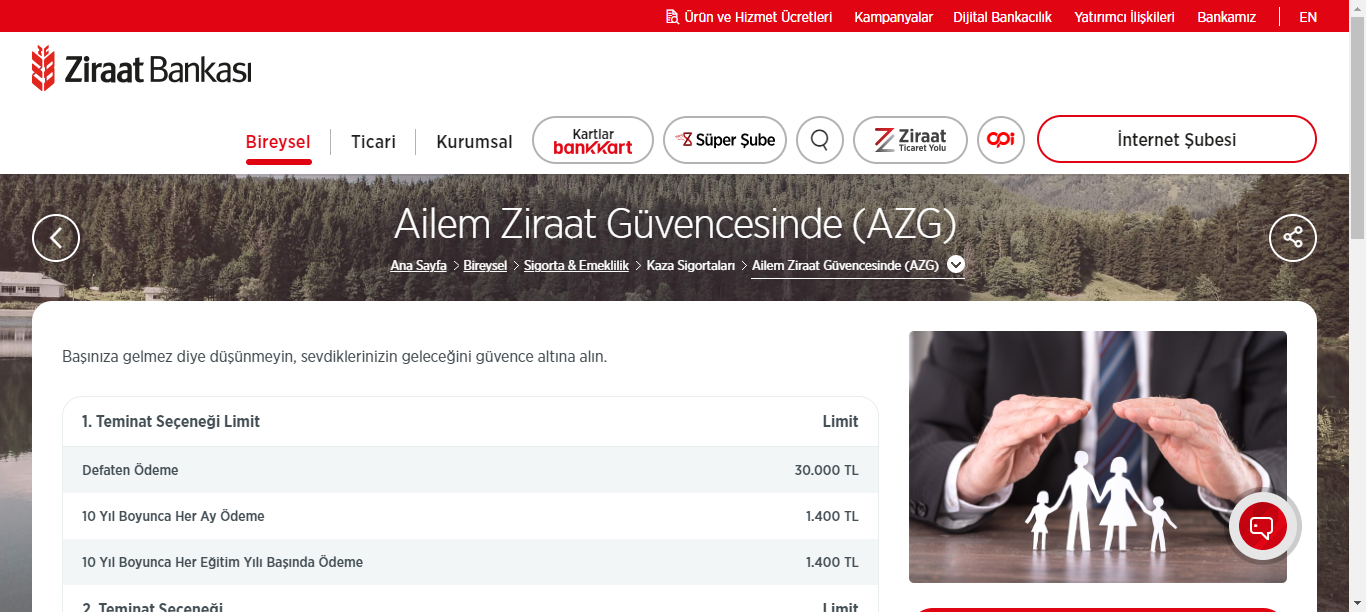 Ürün ve Hizmet Ücretleri Kampanyalar Dijital Bankacılık Yatırımcı İlişkileri Bankamız EN
Ziraat Bankası
Bireysel Ticari Kurumsal Kartlar bankkart Süper Şube Ziraat Ticaret Yolu opi İnternet Şubesi
Ailem Ziraat Güvencesinde (AZG)
Ana Sayfa > Bireysel > Sigorta & Emeklilik > Kaza Sigortaları > Ailem Ziraat Güvencesinde (AZG)
Başınıza gelmez diye düşünmeyin, sevdiklerinizin geleceğini güvence altına alın.
1. Teminat Seçeneği Limit Limit
Defaten Ödeme 30.000 TL
10 Yıl Boyunca Her Ay Ödeme 1.400 TL
10 Yıl Boyunca Her Eğitim Yılı Başında Ödeme 1.400 TL
2. Teminat Seçeneği Limit